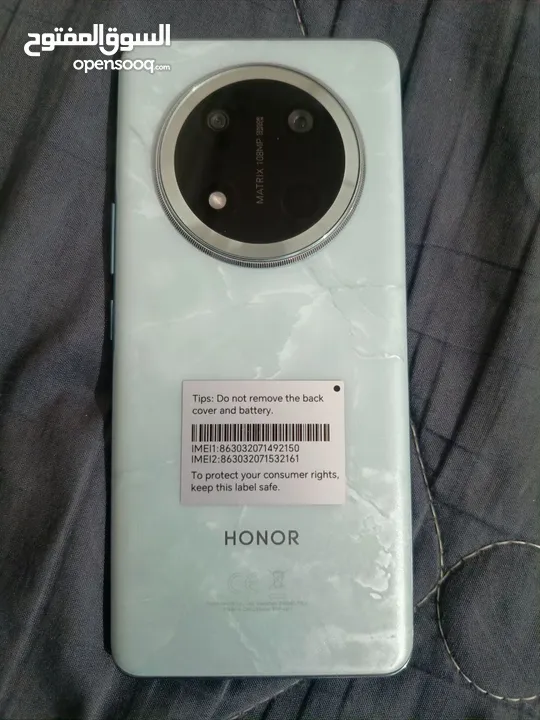 السوق المفتوح
opensooq.com
MATRIX 108MP
Tips: Do not remove the back
cover and battery.
IMEI1:863032071492150
IMEI2:863032071532161
To protect your consumer rights,
keep this label safe.
HONOR